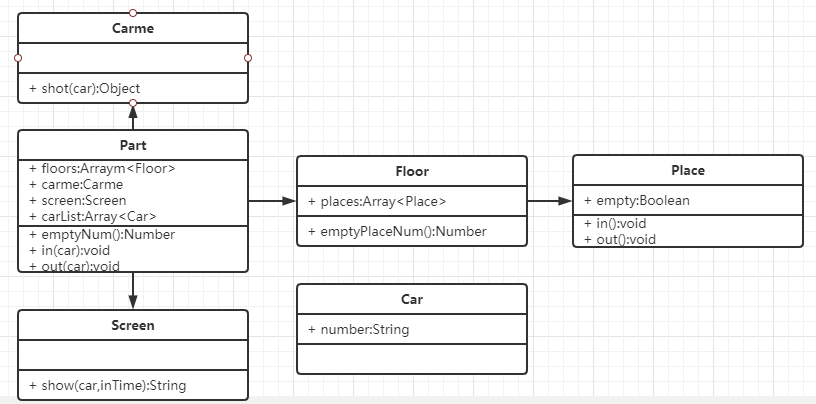 Carme
+ shot(car):Object
Part
+ floors:Arraym<Floor>
+ carme:Carme
+ screen:Screen
+ carList:Array<Car>
+ emptyNum():Number
+ in(car):void
+ out(car):void
Floor
+ places:Array<Place>
+ emptyPlaceNum():Number
Place
+ empty:Boolean
+ in():void
+ out():void
Screen
+ show(car,inTime):String
Car
+ number:String